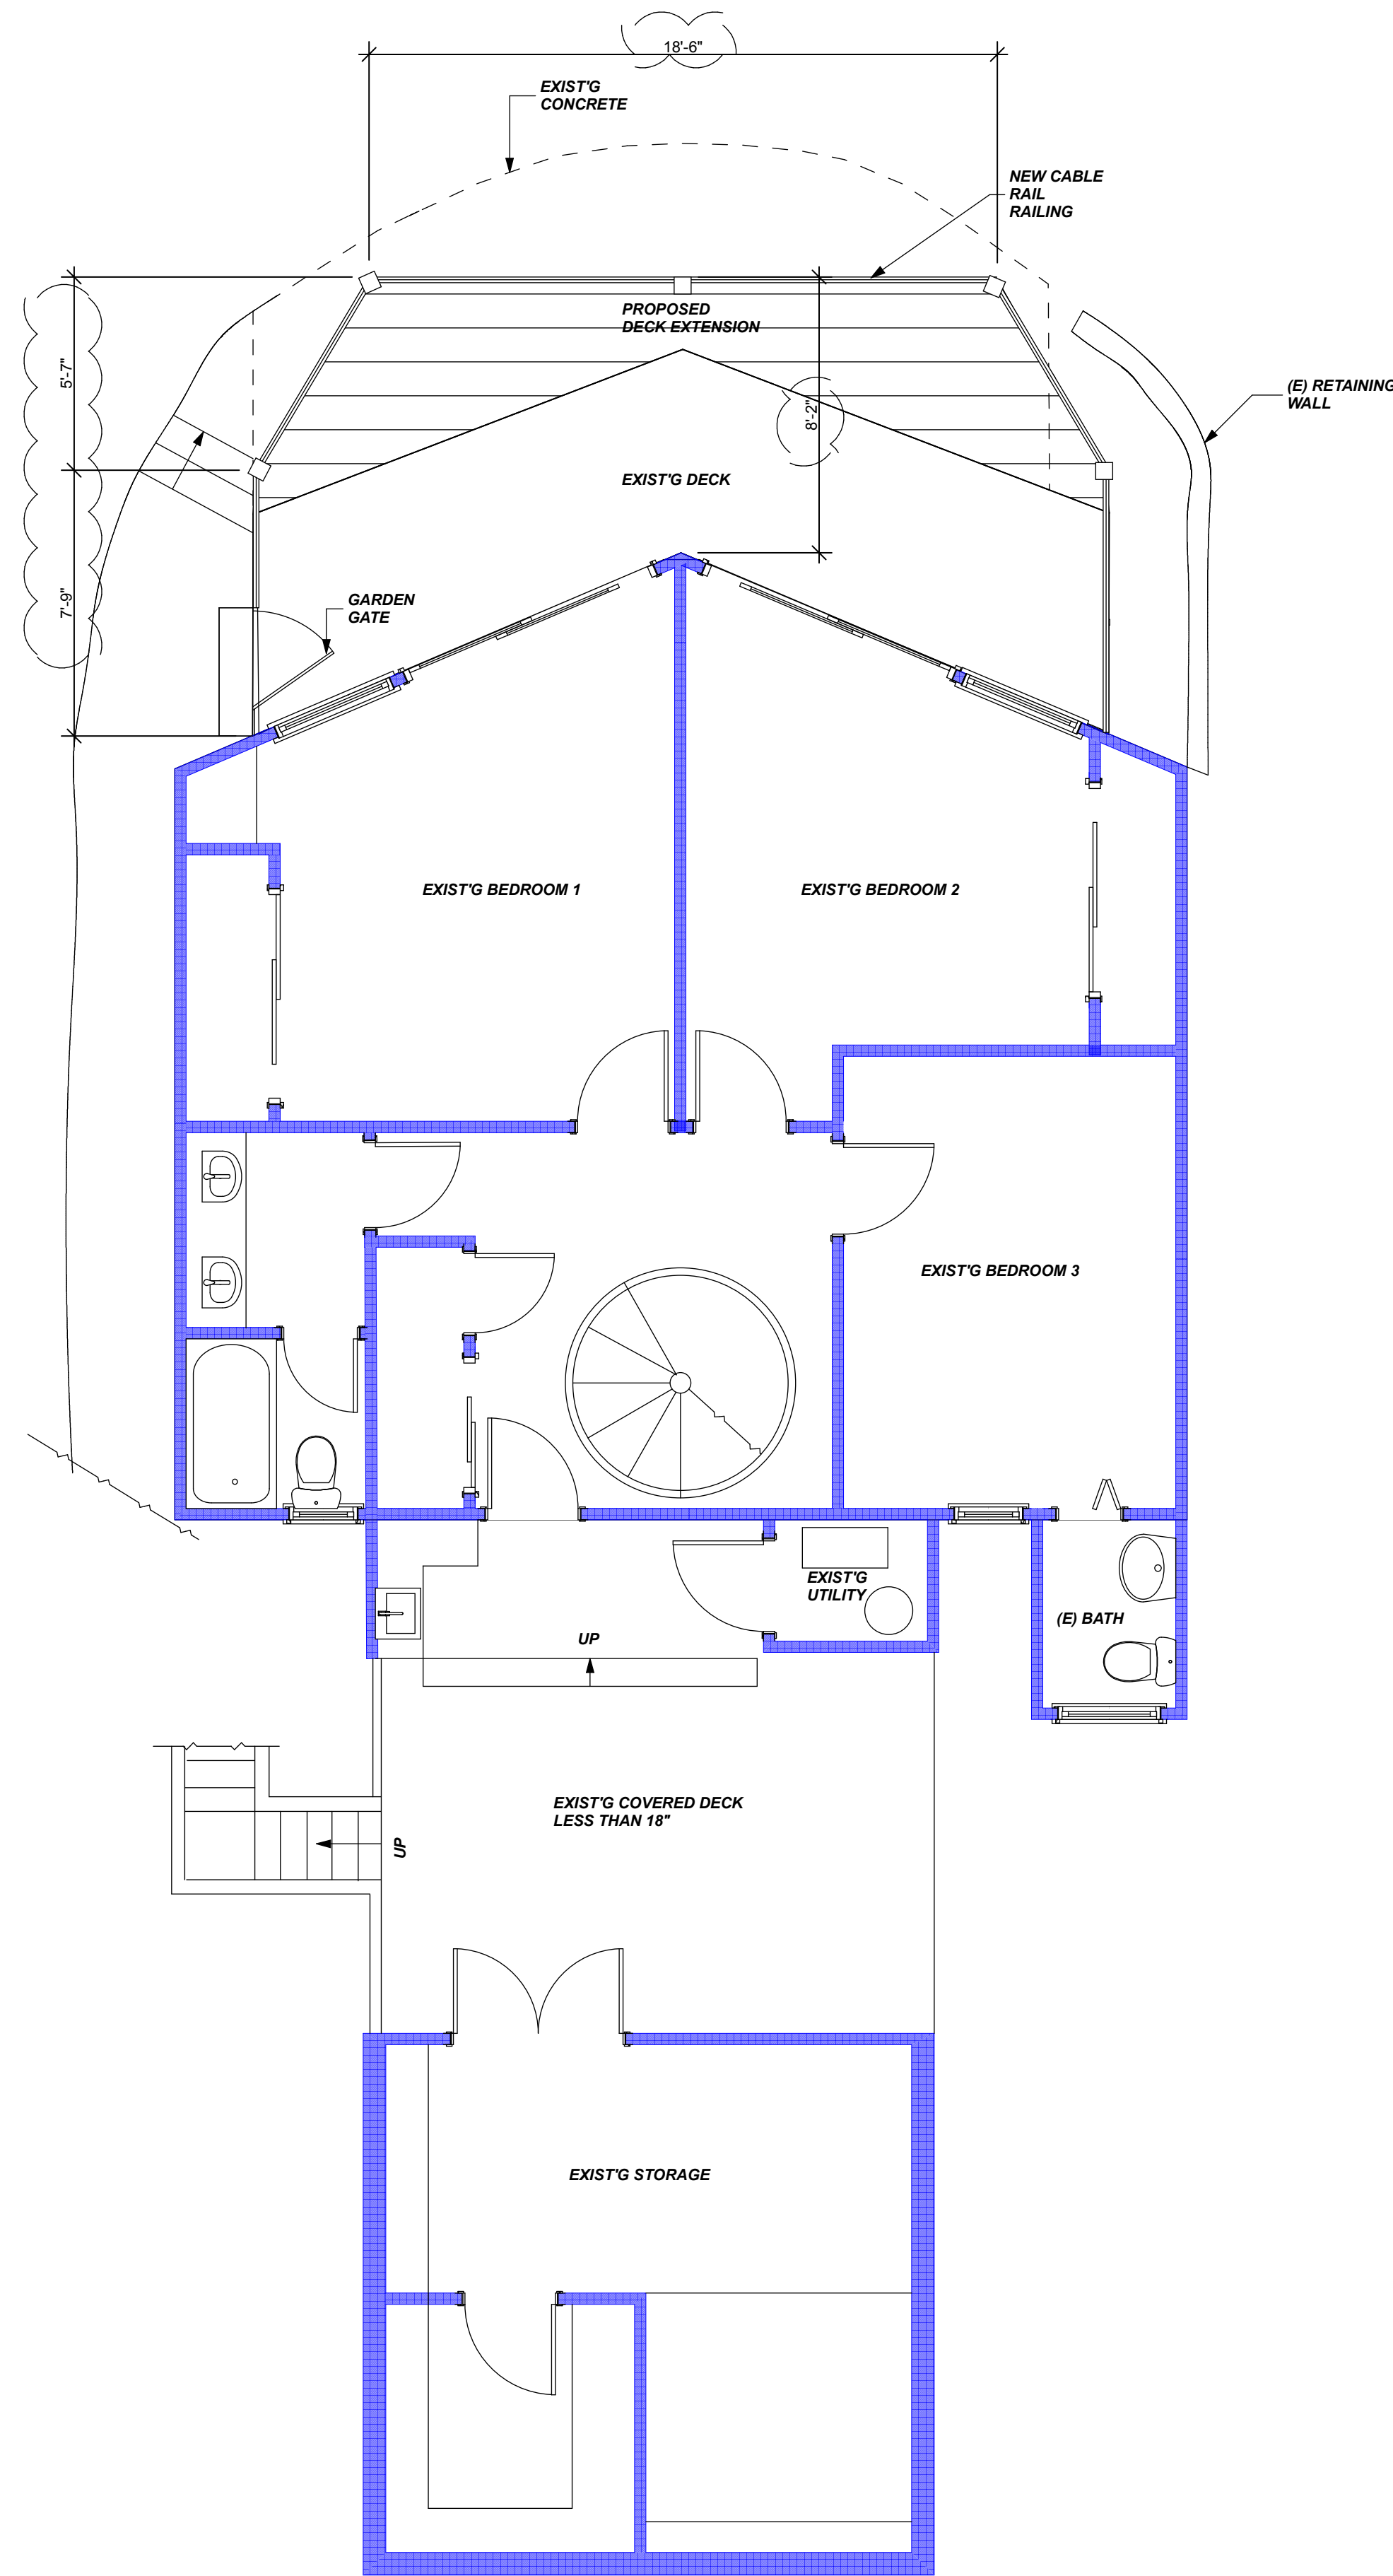 18'-6"
EXIST'G
CONCRETE
NEW CABLE
RAIL
RAILING
PROPOSED
DECK EXTENSION
5'-7"
8'-2"
(E) RETAINING
WALL
EXIST'G DECK
7'-9"
GARDEN
GATE
EXIST'G BEDROOM 1
EXIST'G BEDROOM 2
EXIST'G BEDROOM 3
EXIST'G
UTILITY
(E) BATH
UP
EXIST'G COVERED DECK
LESS THAN 18"
UP
EXIST'G STORAGE